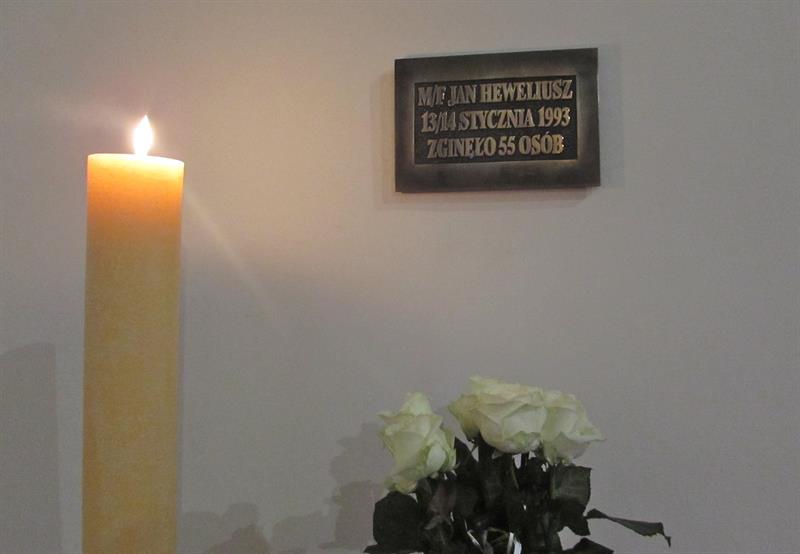 M/F JAN HEWELIUSZ
13/14 STYCZNIA 1993
ZGINĘŁO 55 OSÓB